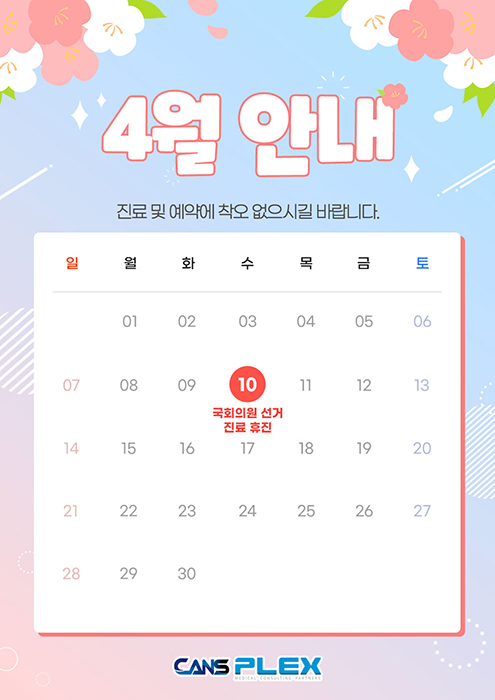 4월 안내
진료 및 예약에 착오 없으시길 바랍니다.
일 월 화 수 목 금 토
01 02 03 04 05 06
07 08 09 10 11 12 13
국회의원 선거
진료 휴진
14 15 16 17 18 19 20
21 22 23 24 25 26 27
28 29 30
CANS PLEX
MEDICAL CONSULTING PARTNERS